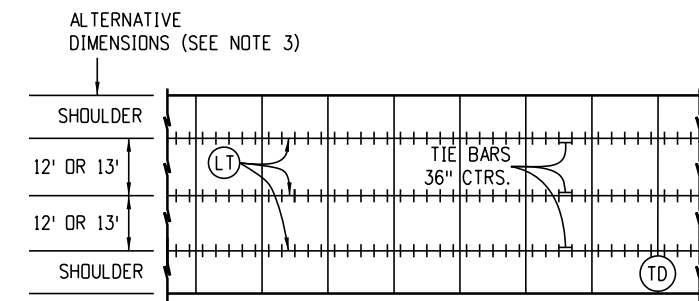 ALTERNATIVE
DIMENSIONS (SEE NOTE 3)
SHOULDER
12' OR 13'
12' OR 13'
SHOULDER
LT
TIE BARS
36" CTRS.
TD